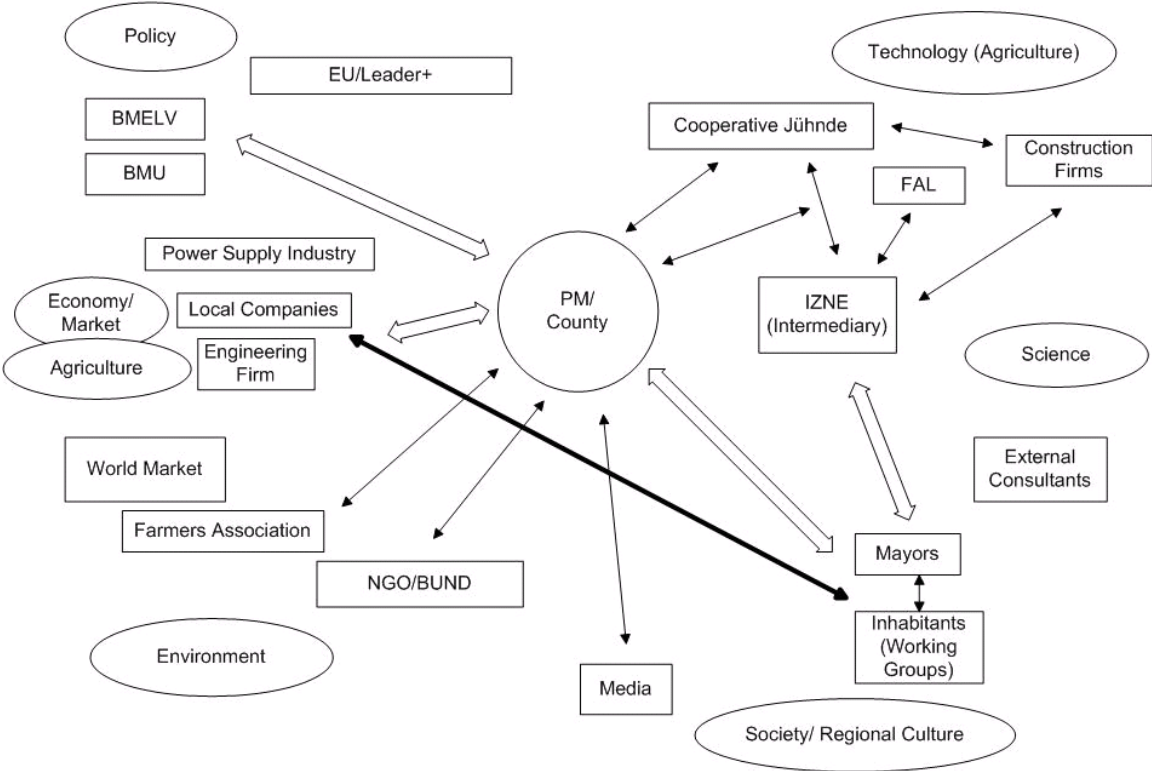 Policy
EU/Leader+
Technology (Agriculture)
BMELV
BMU
Cooperative Jühnde
Construction
Firms
FAL
Power Supply Industry
Economy/
Market
Local Companies
Agriculture
Engineering
Firm
PM/
County
IZNE
(Intermediary)
Science
World Market
Farmers Association
NGO/BUND
External
Consultants
Mayors
Inhabitants
(Working
Groups)
Environment
Media
Society/ Regional Culture